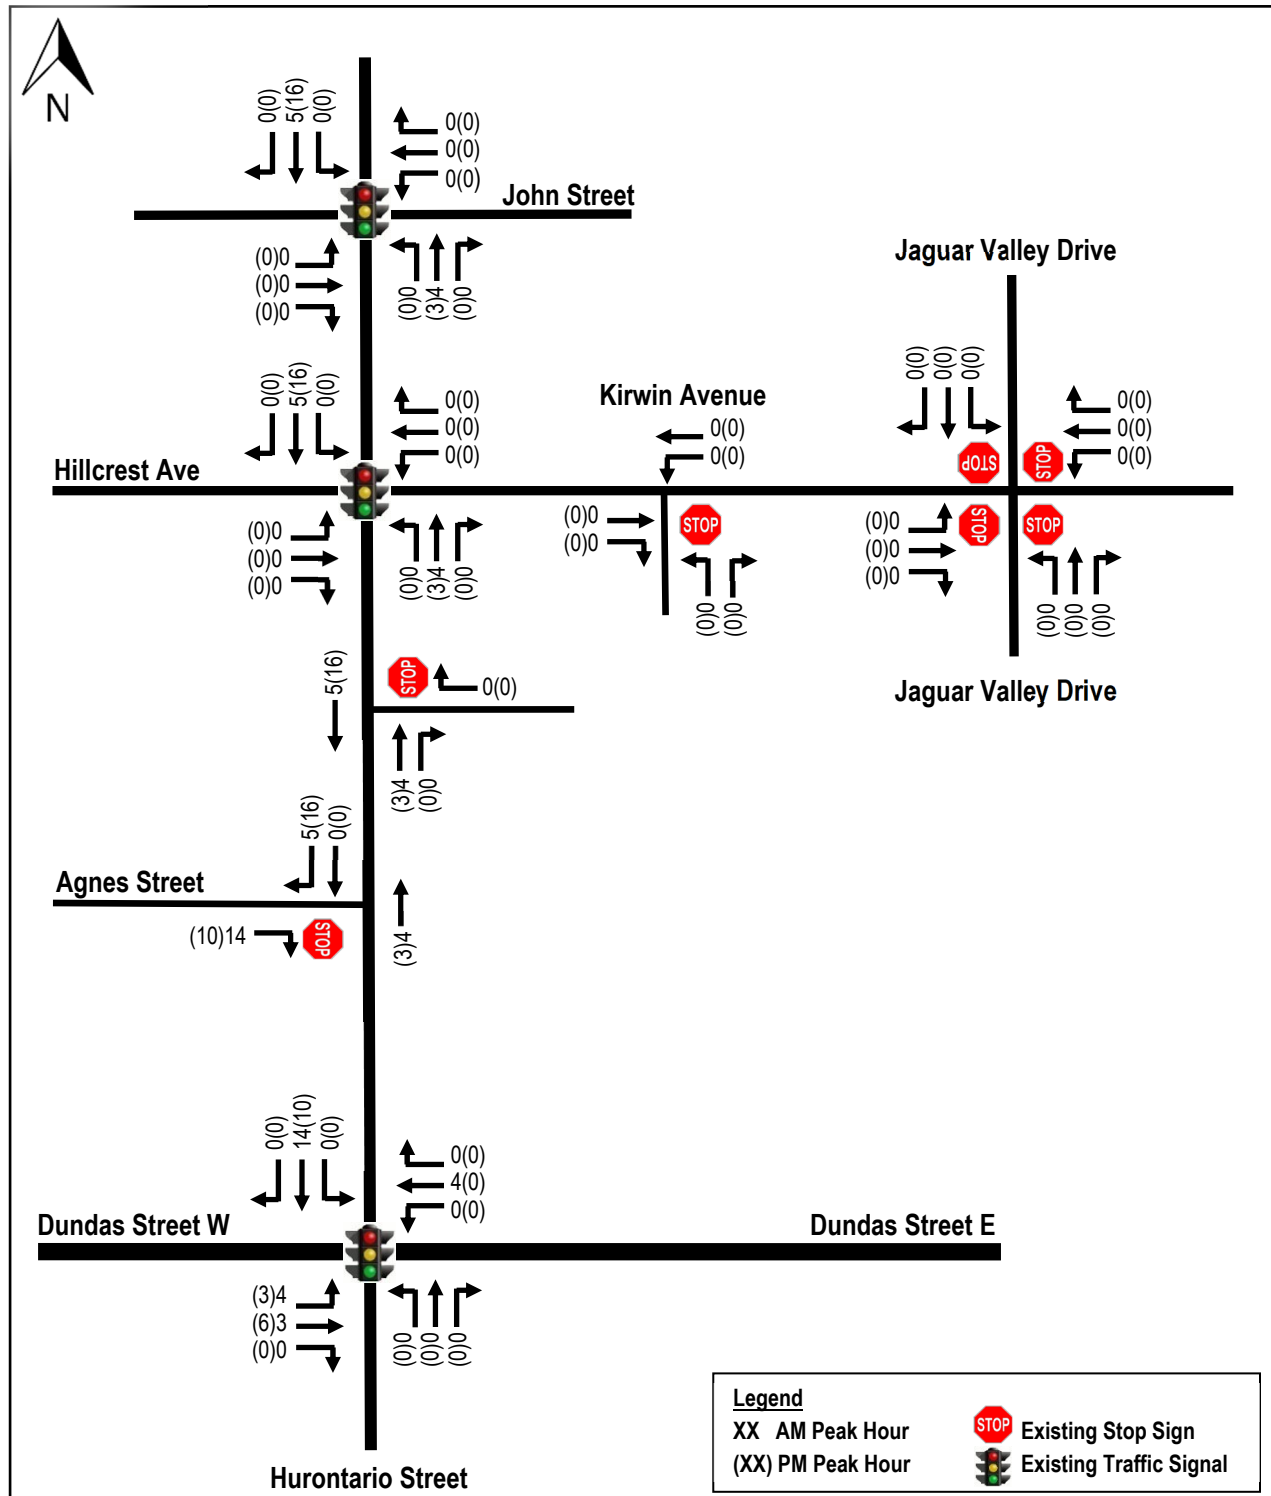 N
0(0)
5(16)
0(0)
0(0)
0(0)
0(0)
John Street
(0)0
(0)0
(0)0
(0)0
(3)4
(0)0
Jaguar Valley Drive
0(0)
5(16)
0(0)
0(0)
0(0)
0(0)
Kirwin Avenue
0(0)
0(0)
0(0)
0(0)
0(0)
0(0)
0(0)
0(0)
Hillcrest Ave
STOP
STOP
(0)0
(0)0
(0)0
(0)0
(3)4
(0)0
(0)0
(0)0
STOP
(0)0
(0)0
(0)0
(0)0
(0)0
STOP
STOP
(0)0
(0)0
(0)0
5(16)
STOP
0(0)
Jaguar Valley Drive
(3)4
(0)0
5(16)
0(0)
Agnes Street
(10)14
STOP
(3)4
0(0)
14(10)
0(0)
0(0)
4(0)
0(0)
Dundas Street W
Dundas Street E
(3)4
(6)3
(0)0
(0)0
(0)0
(0)0
Hurontario Street
Legend
XX AM Peak Hour
STOP Existing Stop Sign
(XX) PM Peak Hour
Existing Traffic Signal